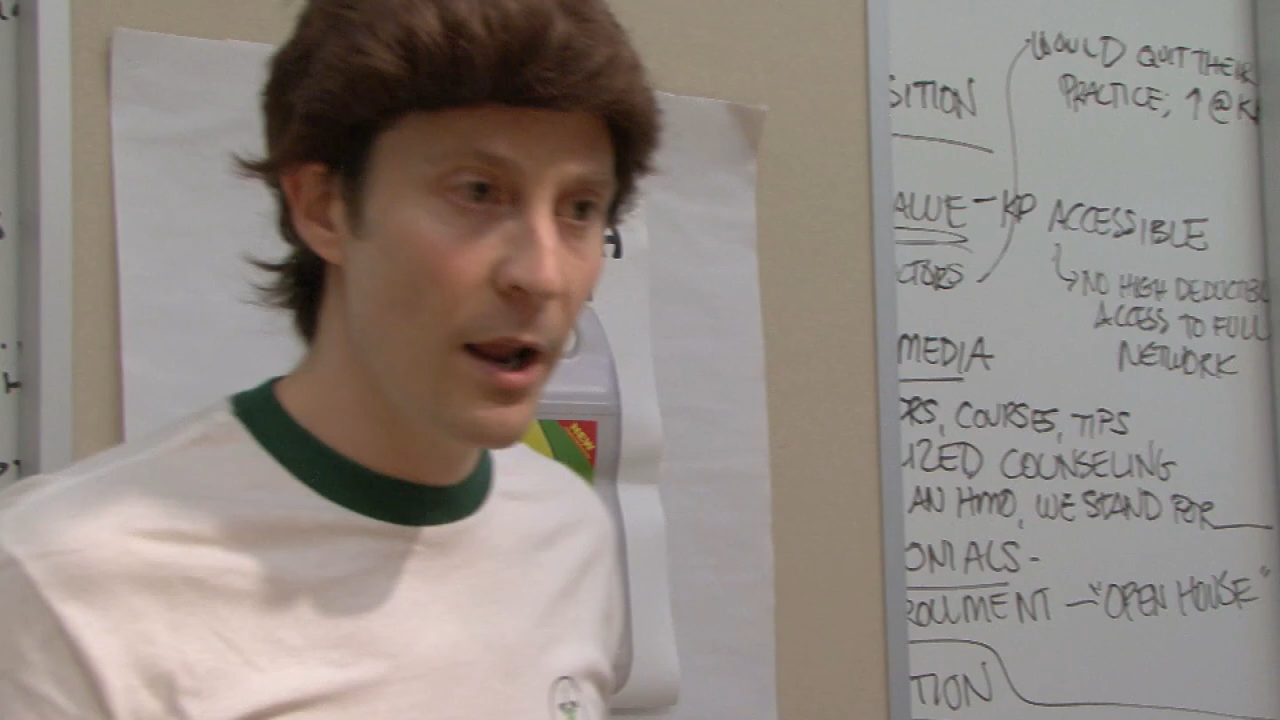 WOULD QUIT THEIR
PRACTICE; ↑ @ K
SITION
ALUE - KP ACCESSIBLE
CTORS
↳ NO HIGH DEDUCTIB
ACCESS TO FULL
NETWORK
MEDIA
RS, COURSES, TIPS
IZED COUNSELING
AN HMO, WE STAND FOR
ONIALS -
ROLLMENT - "OPEN HOUSE"
TION
NEW